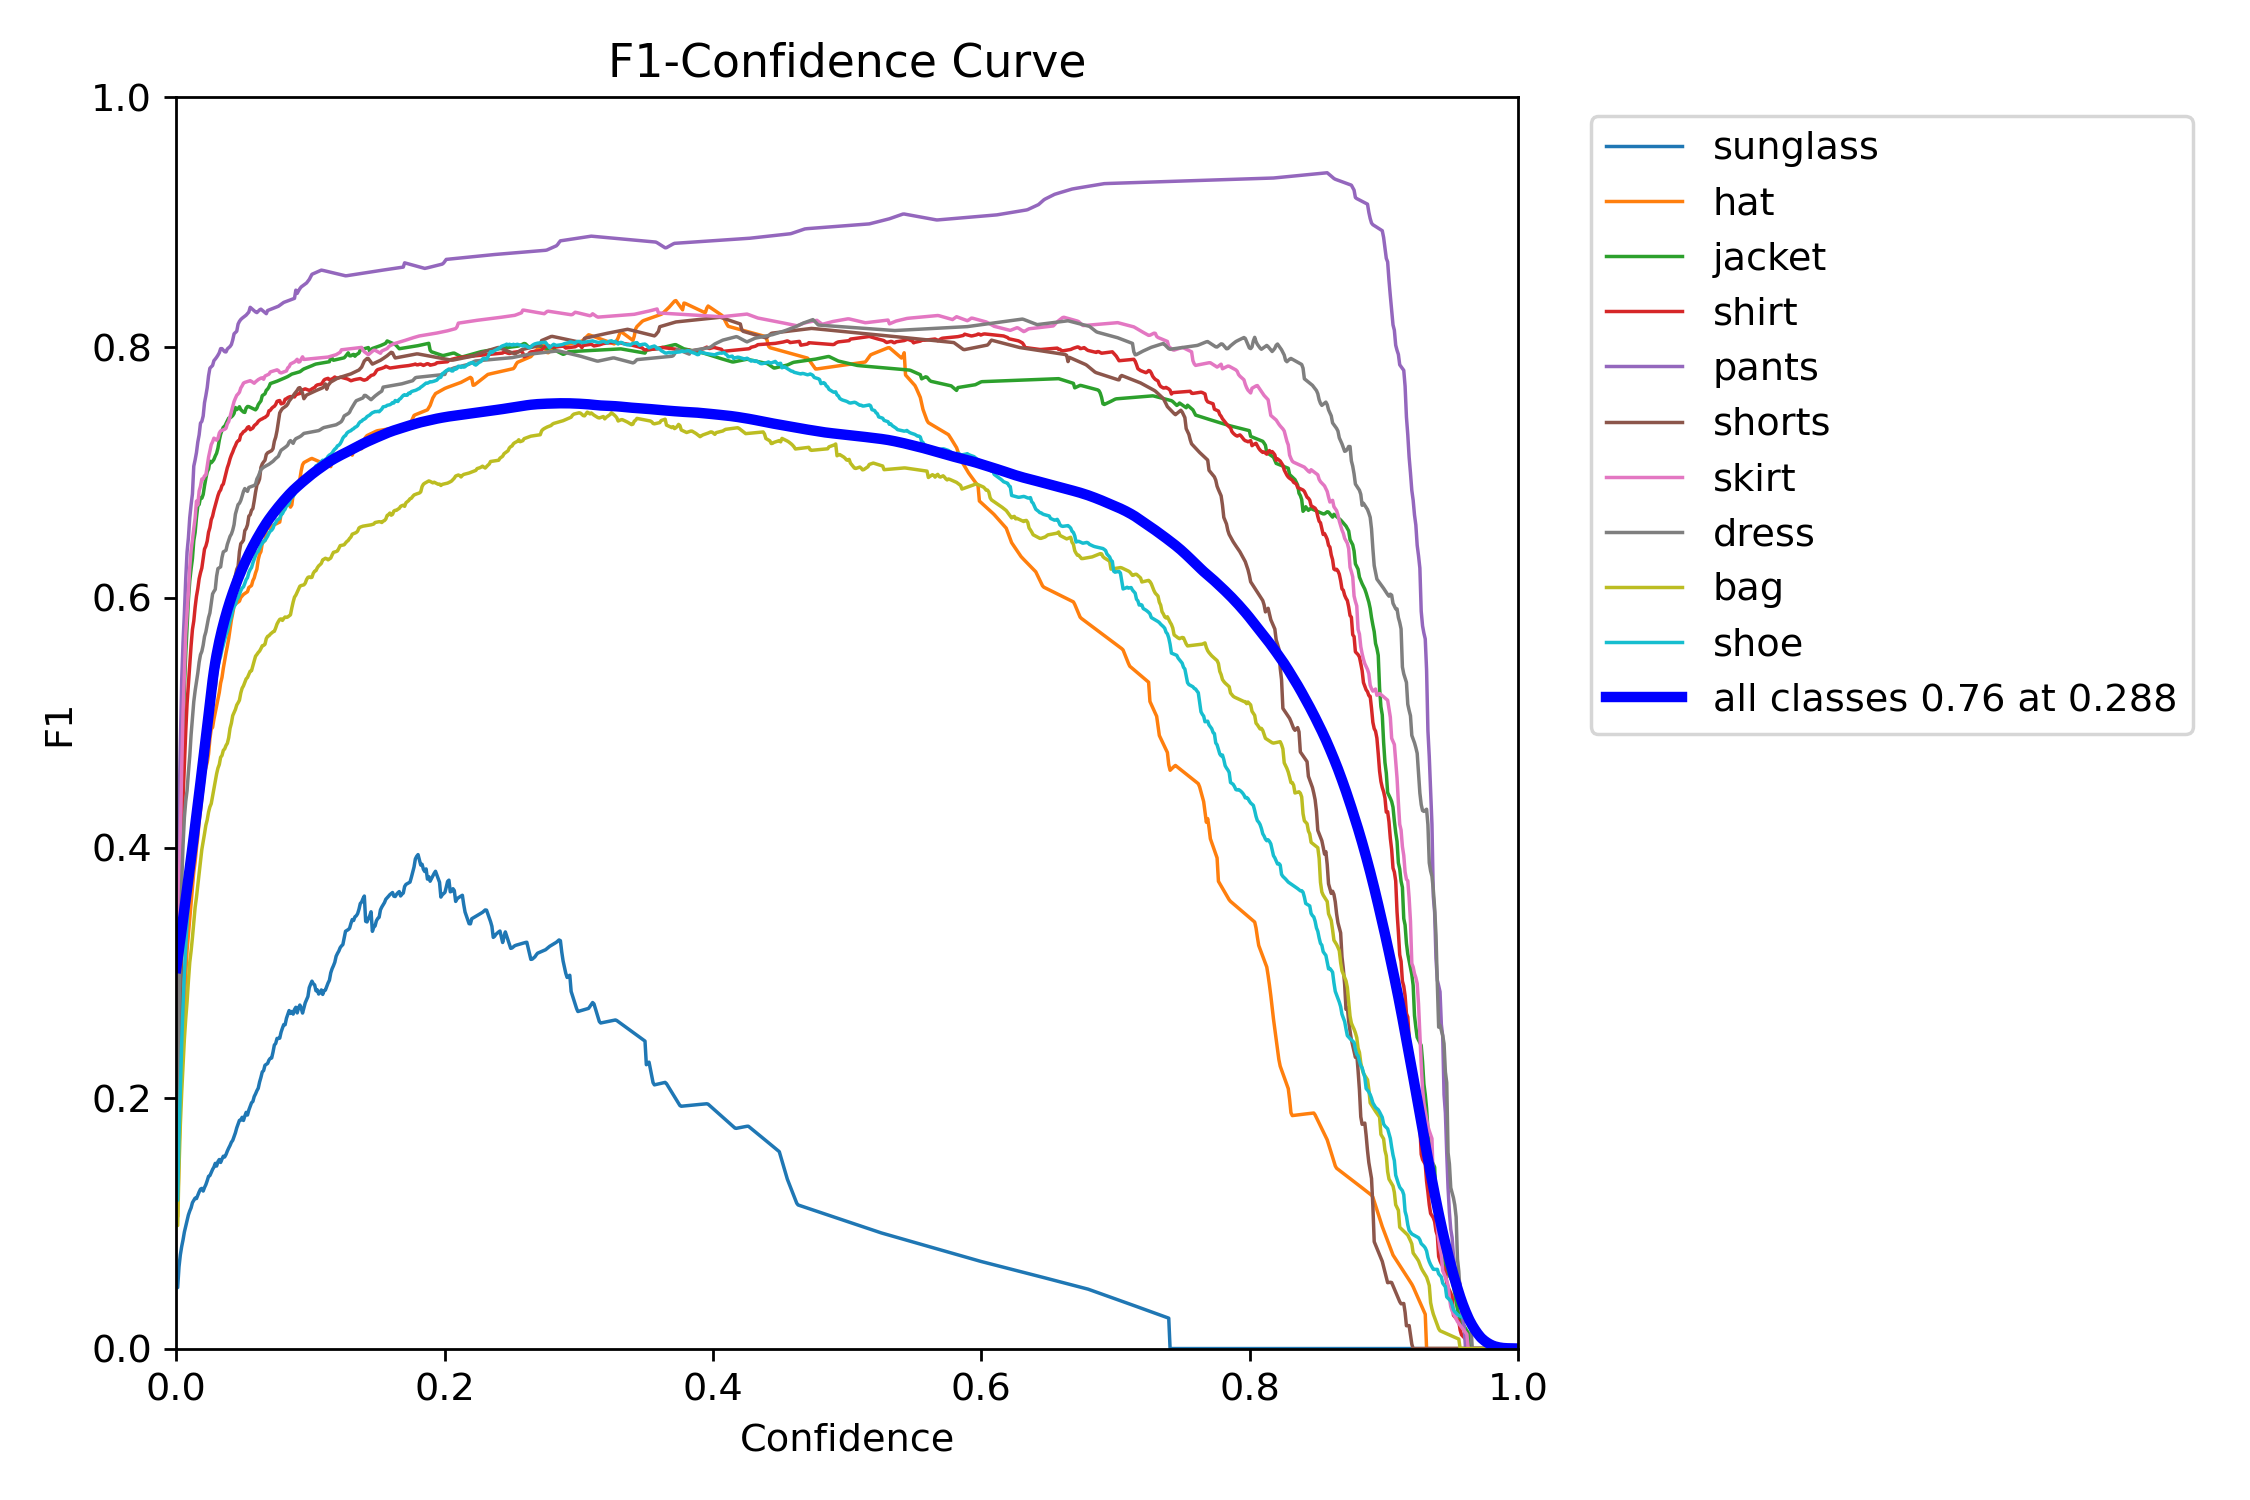 F1-Confidence Curve
1.0
0.8
0.6
0.4
0.2
0.0
F1
0.0 0.2 0.4 0.6 0.8 1.0
Confidence
sunglass
hat
jacket
shirt
pants
shorts
skirt
dress
bag
shoe
all classes 0.76 at 0.288